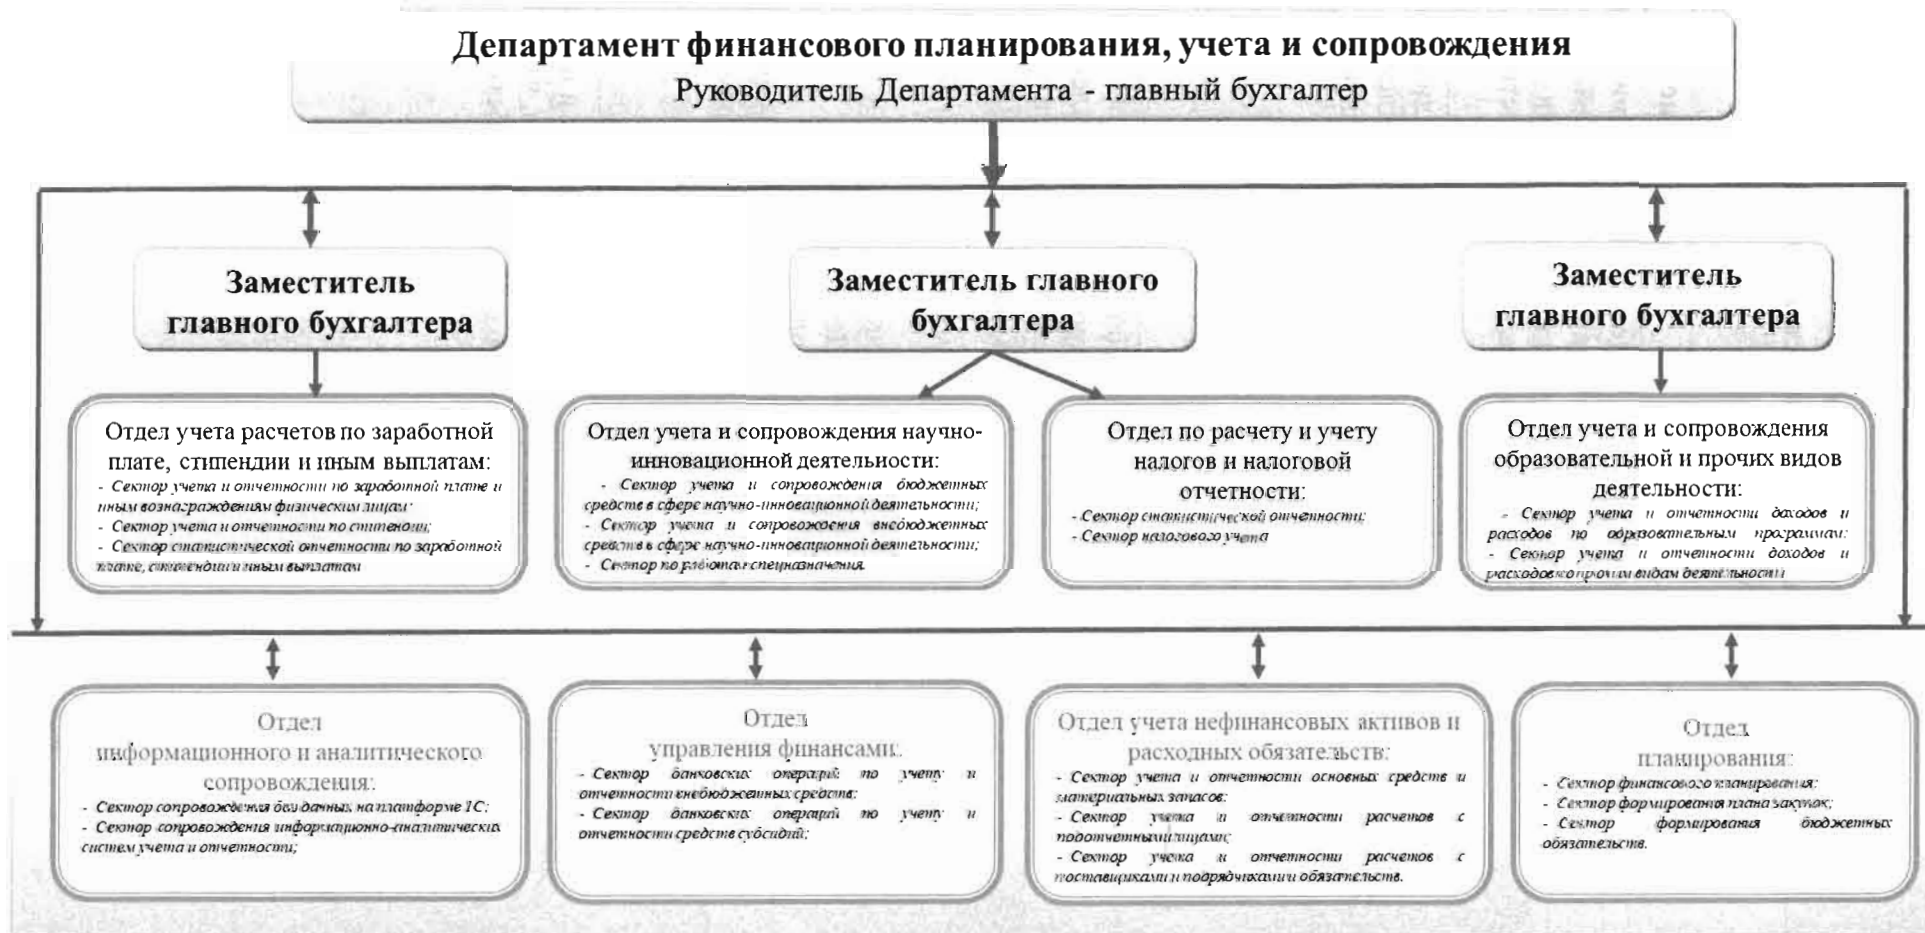 Департамент финансового планирования, учета и сопровождения
Руководитель Департамента - главный бухгалтер
Заместитель
главного бухгалтера
Заместитель главного
бухгалтера
Заместитель
главного бухгалтера
Отдел учета расчетов по заработной
плате, стипендии и иным выплатам:
- Сектор учета и отчетности по заработной плате и
иным вознаграждениям физическим лицам;
- Сектор учета и отчетности по стипендии;
- Сектор статистической отчетности по заработной
плате, стипендии и иным выплатам
Отдел учета и сопровождения научно-
инновационной деятельности:
- Сектор учета и сопровождения бюджетных
средств в сфере научно-инновационной деятельности;
- Сектор учета и сопровождения внебюджетных
средств в сфере научно-инновационной деятельности;
- Сектор по работам спецназначения.
Отдел по расчету и учету
налогов и налоговой
отчетности:
- Сектор статистической отчетности;
- Сектор налогового учета
Отдел учета и сопровождения
образовательной и прочих видов
деятельности:
- Сектор учета и отчетности доходов и
расходов по образовательным программам;
- Сектор учета и отчетности доходов и
расходов по прочим видам деятельности
Отдел
информационного и аналитического
сопровождения:
- Сектор сопровождения баз данных на платформе 1С;
- Сектор сопровождения информационно-аналитических
систем учета и отчетности;
Отдел
управления финансами:
- Сектор банковских операций по учету и
отчетности внебюджетных средств;
- Сектор банковских операций по учету и
отчетности средств субсидий;
Отдел учета нефинансовых активов и
расходных обязательств:
- Сектор учета и отчетности основных средств и
материальных запасов;
- Сектор учета и отчетности расчетов с
подотчетными лицами;
- Сектор учета и отчетности расчетов с
поставщиками и подрядчиками и обязательств.
Отдел
планирования:
- Сектор финансового планирования;
- Сектор формирования плана закупок;
- Сектор формирования бюджетных
обязательств.